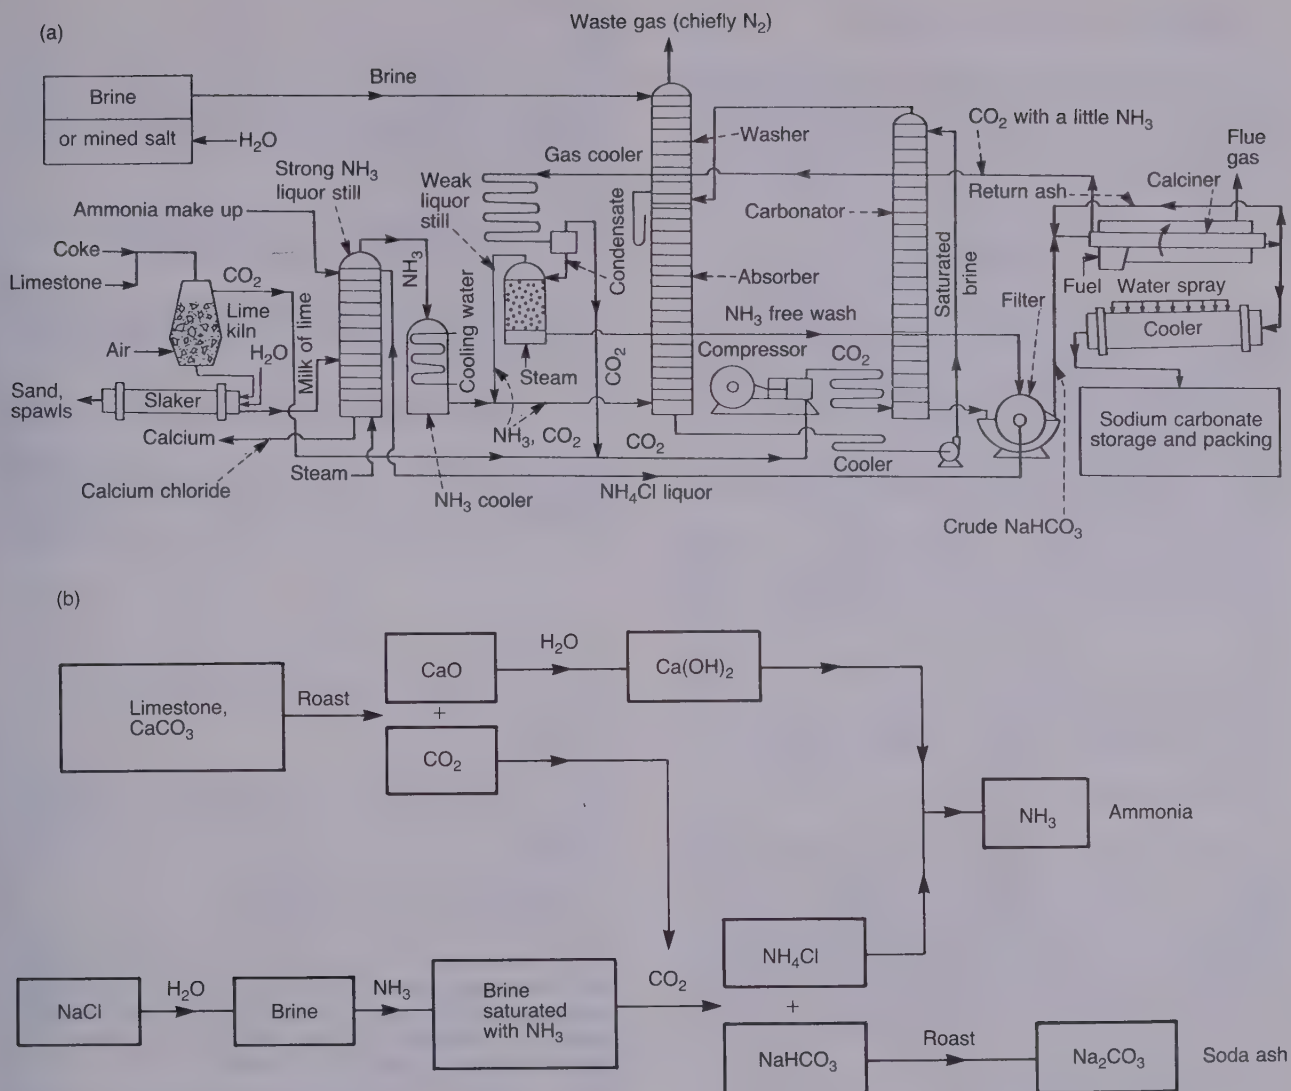 (a)
Waste gas (chiefly N₂)
Brine
Brine
or mined salt
H₂O
Strong NH₃
liquor still
Weak
liquor
still
Gas cooler
Washer
CO₂ with a little NH₃
Flue
gas
Return ash
Calciner
Ammonia make up
Coke
Limestone
CO₂
Lime
kiln
Air
H₂O
Milk of lime
NH₃
Cooling water
Condensate
Carbonator
Absorber
Saturated
brine
Fuel
Water spray
Cooler
Filter
NH₃ free wash
Compressor
CO₂
Steam
CO₂
Sand,
spawls
Slaker
Calcium
NH₃, CO₂
CO₂
Cooler
Sodium carbonate
storage and packing
Steam
Calcium chloride
NH₃ cooler
NH₄Cl liquor
Crude NaHCO₃
(b)
Limestone,
CaCO₃
Roast
CaO
H₂O
Ca(OH)₂
+
CO₂
NH₃
Ammonia
NaCl
H₂O
Brine
NH₃
Brine
saturated
with NH₃
CO₂
NH₄Cl
+
NaHCO₃
Roast
Na₂CO₃
Soda ash